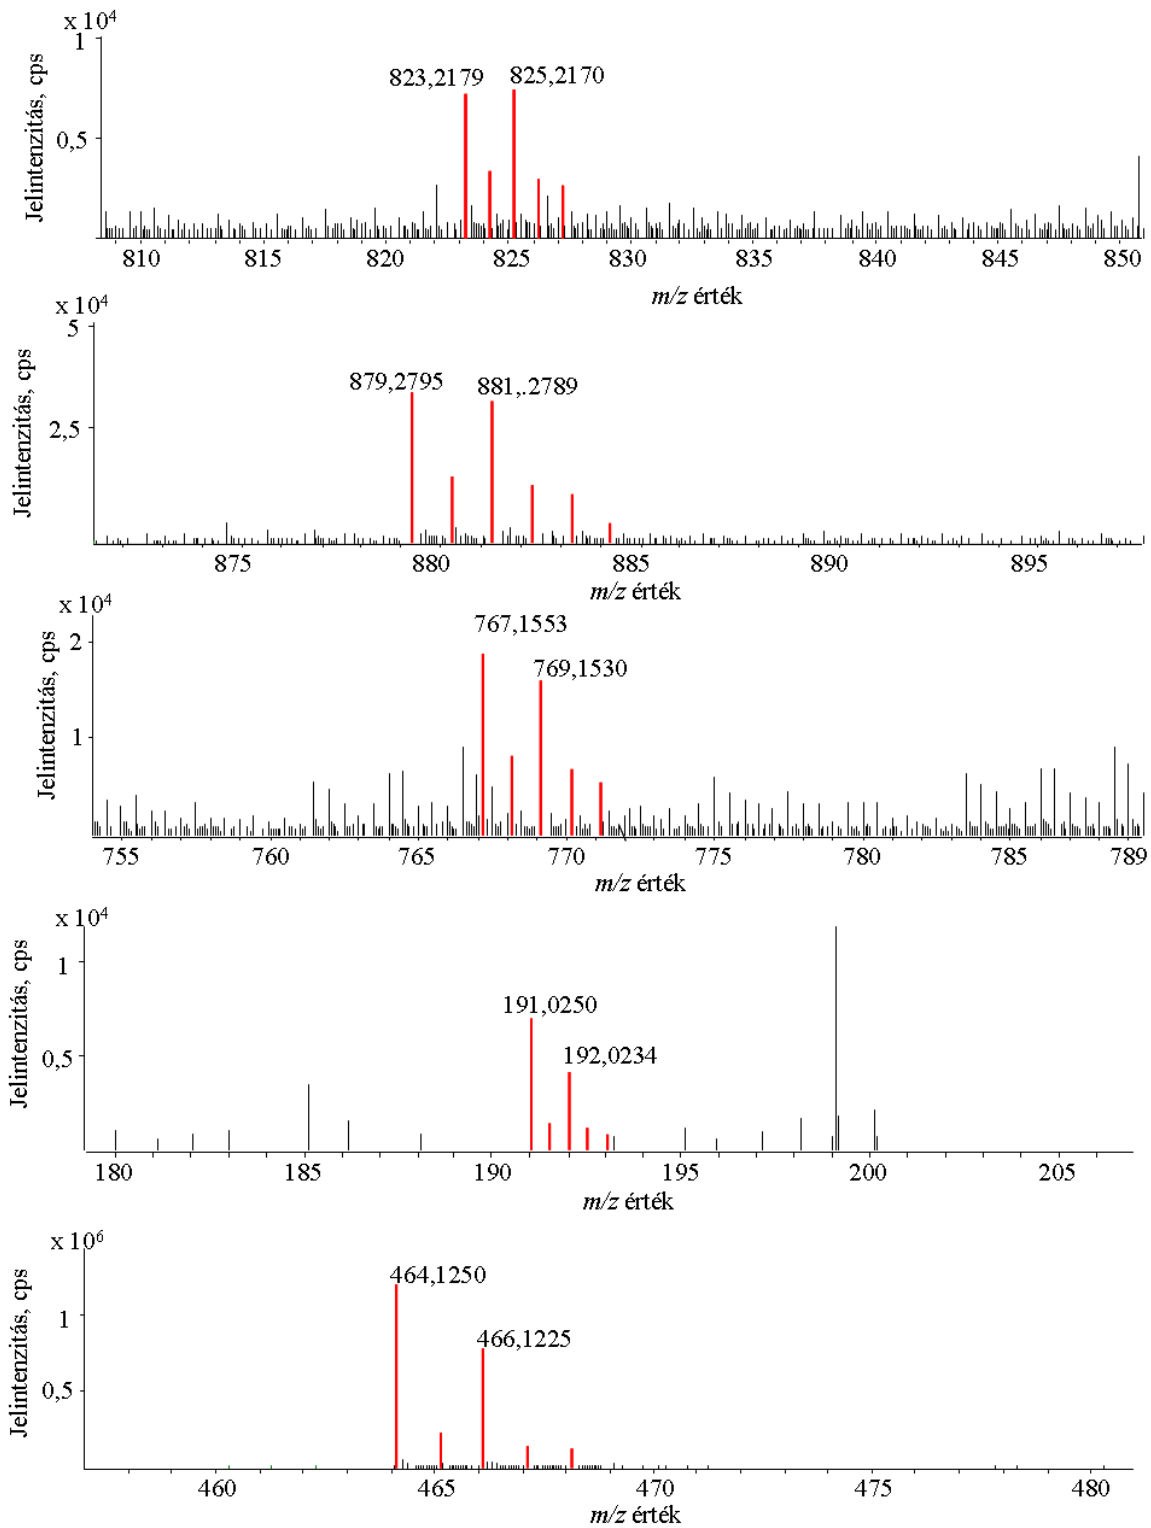 x 10⁴
1
823,2179 825,2170
0,5
Jelintenzitás, cps
810 815 820 825 830 835 840 845 850
m/z érték
x 10⁴
5
879,2795 881,.2789
2,5
Jelintenzitás, cps
875 880 885 890 895
m/z érték
x 10⁴
767,1553
2
769,1530
1
Jelintenzitás, cps
755 760 765 770 775 780 785 789
m/z érték
x 10⁴
1
191,0250
192,0234
0,5
Jelintenzitás, cps
180 185 190 195 200 205
m/z érték
x 10⁶
464,1250
1
466,1225
0,5
Jelintenzitás, cps
460 465 470 475 480
m/z érték